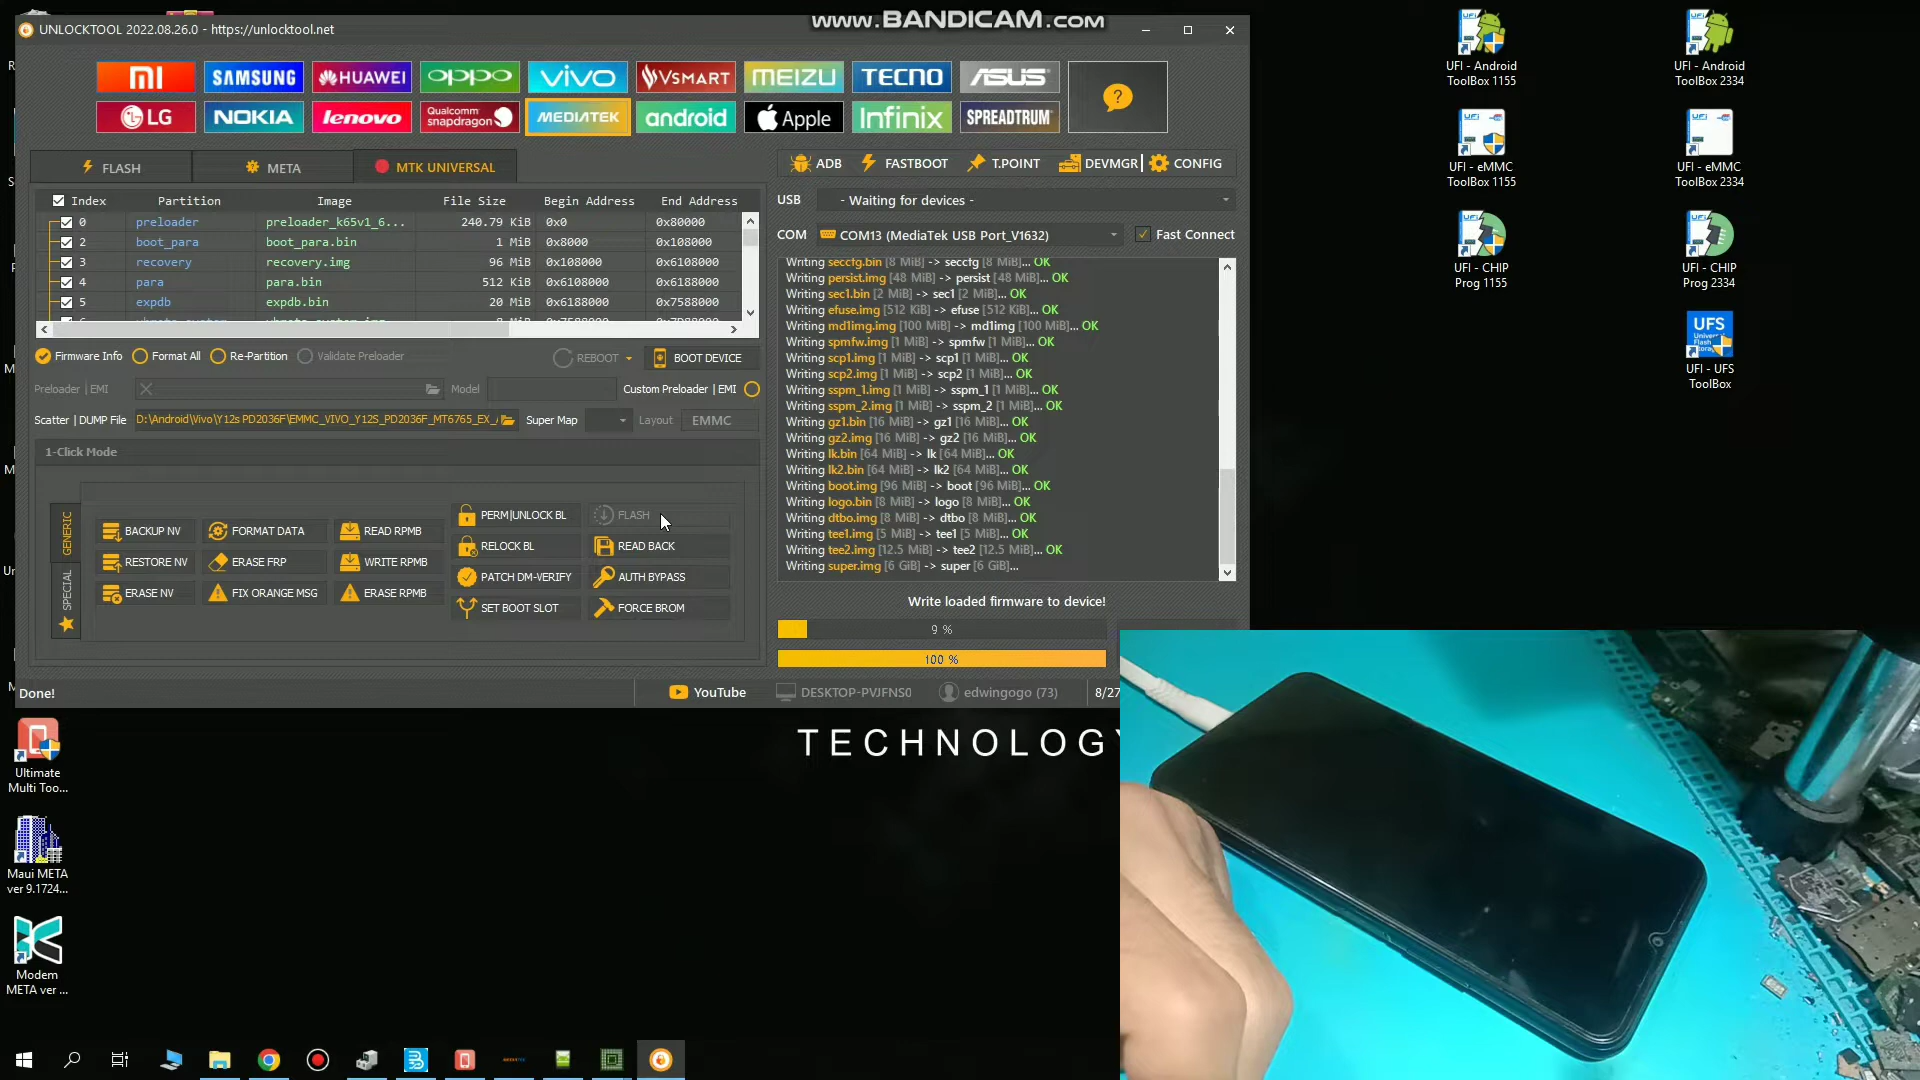 UNLOCKTOOL 2022.08.26.0 - https://unlocktool.net
www.BANDICAM.com
mi
SAMSUNG
HUAWEI
oppo
vivo
VSMART
MEIZU
TECNO
ASUS
?
LG
NOKIA
lenovo
Qualcomm snapdragon
MEDIATEK
android
Apple
Infinix
SPREADTRUM
FLASH
META
MTK UNIVERSAL
ADB
FASTBOOT
T.POINT
DEVMGR
CONFIG
USB - Waiting for devices -
COM COM13 (MediaTek USB Port_V1632) Fast Connect
Index Partition Image File Size Begin Address End Address
0 preloader preloader_k65v1_6... 240.79 KiB 0x0 0x80000
2 boot_para boot_para.bin 1 MiB 0x8000 0x108000
3 recovery recovery.img 96 MiB 0x108000 0x6108000
4 para para.bin 512 KiB 0x6108000 0x6188000
5 expdb expdb.bin 20 MiB 0x6188000 0x7588000
Firmware Info Format All Re-Partition Validate Preloader REBOOT BOOT DEVICE
Preloader | EMI Model Custom Preloader | EMI
Scatter | DUMP File D:\Android\Vivo\Y12s PD2036F\EMMC_VIVO_Y12S_PD2036F_MT6765_EX_ Super Map Layout EMMC
1-Click Mode
GENERIC
SPECIAL
BACKUP NV
FORMAT DATA
READ RPMB
PERM|UNLOCK BL
FLASH
RELOCK BL
READ BACK
RESTORE NV
ERASE FRP
WRITE RPMB
PATCH DM-VERIFY
AUTH BYPASS
ERASE NV
FIX ORANGE MSG
ERASE RPMB
SET BOOT SLOT
FORCE BROM
Writing seccfg.bin [8 MiB] -> seccfg [8 MiB]... OK
Writing persist.img [48 MiB] -> persist [48 MiB]... OK
Writing sec1.bin [2 MiB] -> sec1 [2 MiB]... OK
Writing efuse.img [512 KiB] -> efuse [512 KiB]... OK
Writing md1img.img [100 MiB] -> md1img [100 MiB]... OK
Writing spmfw.img [1 MiB] -> spmfw [1 MiB]... OK
Writing scp1.img [1 MiB] -> scp1 [1 MiB]... OK
Writing scp2.img [1 MiB] -> scp2 [1 MiB]... OK
Writing sspm_1.img [1 MiB] -> sspm_1 [1 MiB]... OK
Writing sspm_2.img [1 MiB] -> sspm_2 [1 MiB]... OK
Writing gz1.bin [16 MiB] -> gz1 [16 MiB]... OK
Writing gz2.img [16 MiB] -> gz2 [16 MiB]... OK
Writing lk.bin [64 MiB] -> lk [64 MiB]... OK
Writing lk2.bin [64 MiB] -> lk2 [64 MiB]... OK
Writing boot.img [96 MiB] -> boot [96 MiB]... OK
Writing logo.bin [8 MiB] -> logo [8 MiB]... OK
Writing dtbo.img [8 MiB] -> dtbo [8 MiB]... OK
Writing tee1.img [5 MiB] -> tee1 [5 MiB]... OK
Writing tee2.img [12.5 MiB] -> tee2 [12.5 MiB]... OK
Writing super.img [6 GiB] -> super [6 GiB]...
Write loaded firmware to device!
9 %
100 %
Done! YouTube DESKTOP-PVJFNS0 edwingogo (73) 8/27
TECHNOLOGY
UFI - Android
ToolBox 1155
UFI - Android
ToolBox 2334
UFI - eMMC
ToolBox 1155
UFI - eMMC
ToolBox 2334
UFI - CHIP
Prog 1155
UFI - CHIP
Prog 2334
UFS
UFI - UFS
ToolBox
Ultimate
Multi Too...
Maui META
ver 9.1724...
Modem
META ver ...